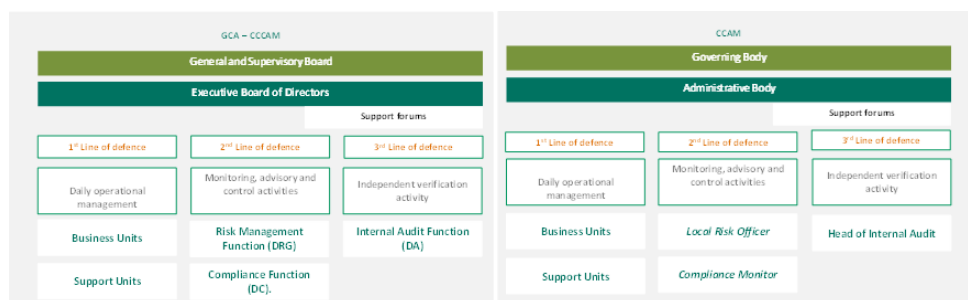 GCA – CCCAM
General and Supervisory Board
Executive Board of Directors
Support forums
1st Line of defence
2nd Line of defence
3rd Line of defence
Daily operational
management
Monitoring, advisory and
control activities
Independent verification
activity
Business Units
Risk Management
Function (DRG)
Internal Audit Function
(DA)
Support Units
Compliance Function
(DC).
CCAM
Governing Body
Administrative Body
Support forums
1st Line of defence
2nd Line of defence
3rd Line of defence
Daily operational
management
Monitoring, advisory and
control activities
Independent verification
activity
Business Units
Local Risk Officer
Head of Internal Audit
Support Units
Compliance Monitor